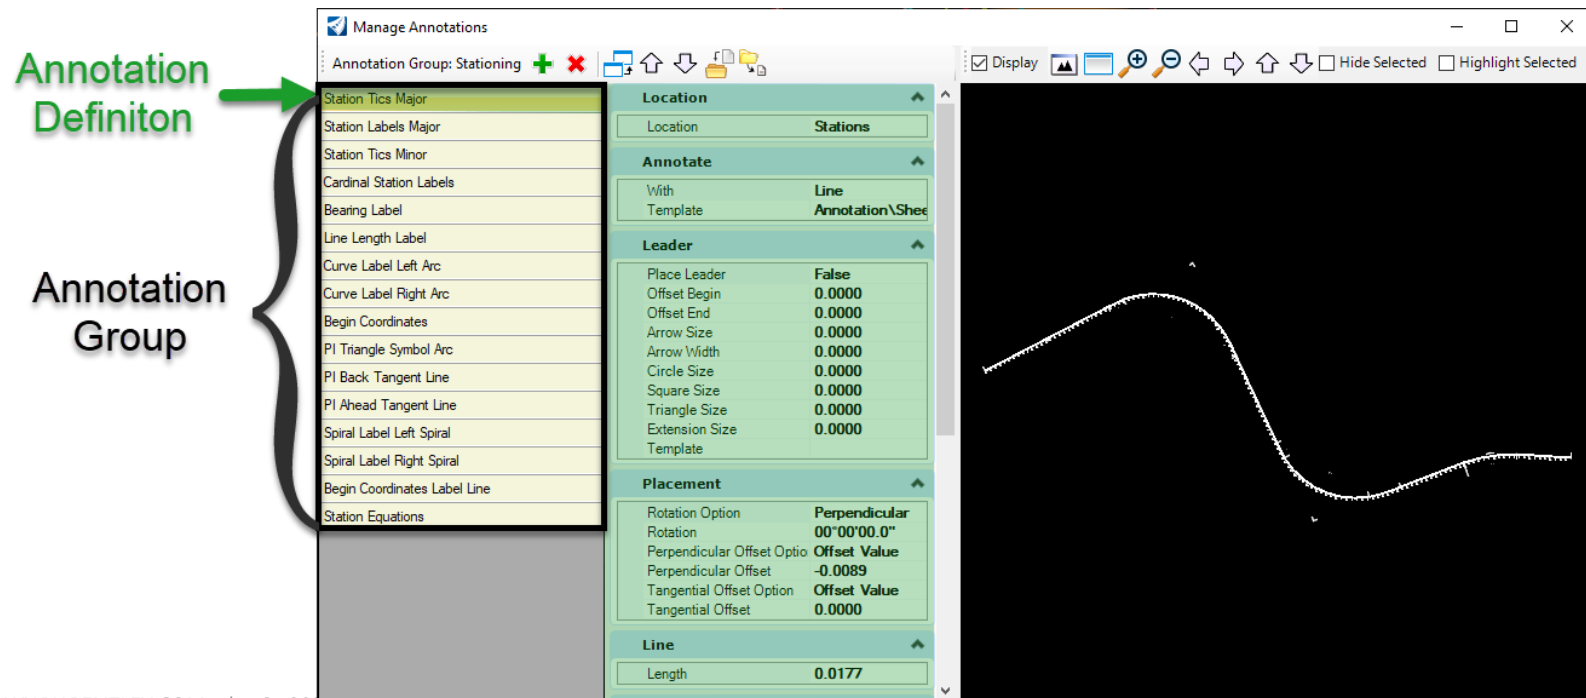 Manage Annotations
Annotation Group: Stationing
Display
Hide Selected
Highlight Selected
Annotation
Definiton
Annotation
Group
Station Tics Major
Station Labels Major
Station Tics Minor
Cardinal Station Labels
Bearing Label
Line Length Label
Curve Label Left Arc
Curve Label Right Arc
Begin Coordinates
PI Triangle Symbol Arc
PI Back Tangent Line
PI Ahead Tangent Line
Spiral Label Left Spiral
Spiral Label Right Spiral
Begin Coordinates Label Line
Station Equations
Location
Location Stations
Annotate
With Line
Template Annotation\Shee
Leader
Place Leader False
Offset Begin 0.0000
Offset End 0.0000
Arrow Size 0.0000
Arrow Width 0.0000
Circle Size 0.0000
Square Size 0.0000
Triangle Size 0.0000
Extension Size 0.0000
Template
Placement
Rotation Option Perpendicular
Rotation 00°00'00.0"
Perpendicular Offset Optio Offset Value
Perpendicular Offset -0.0089
Tangential Offset Option Offset Value
Tangential Offset 0.0000
Line
Length 0.0177